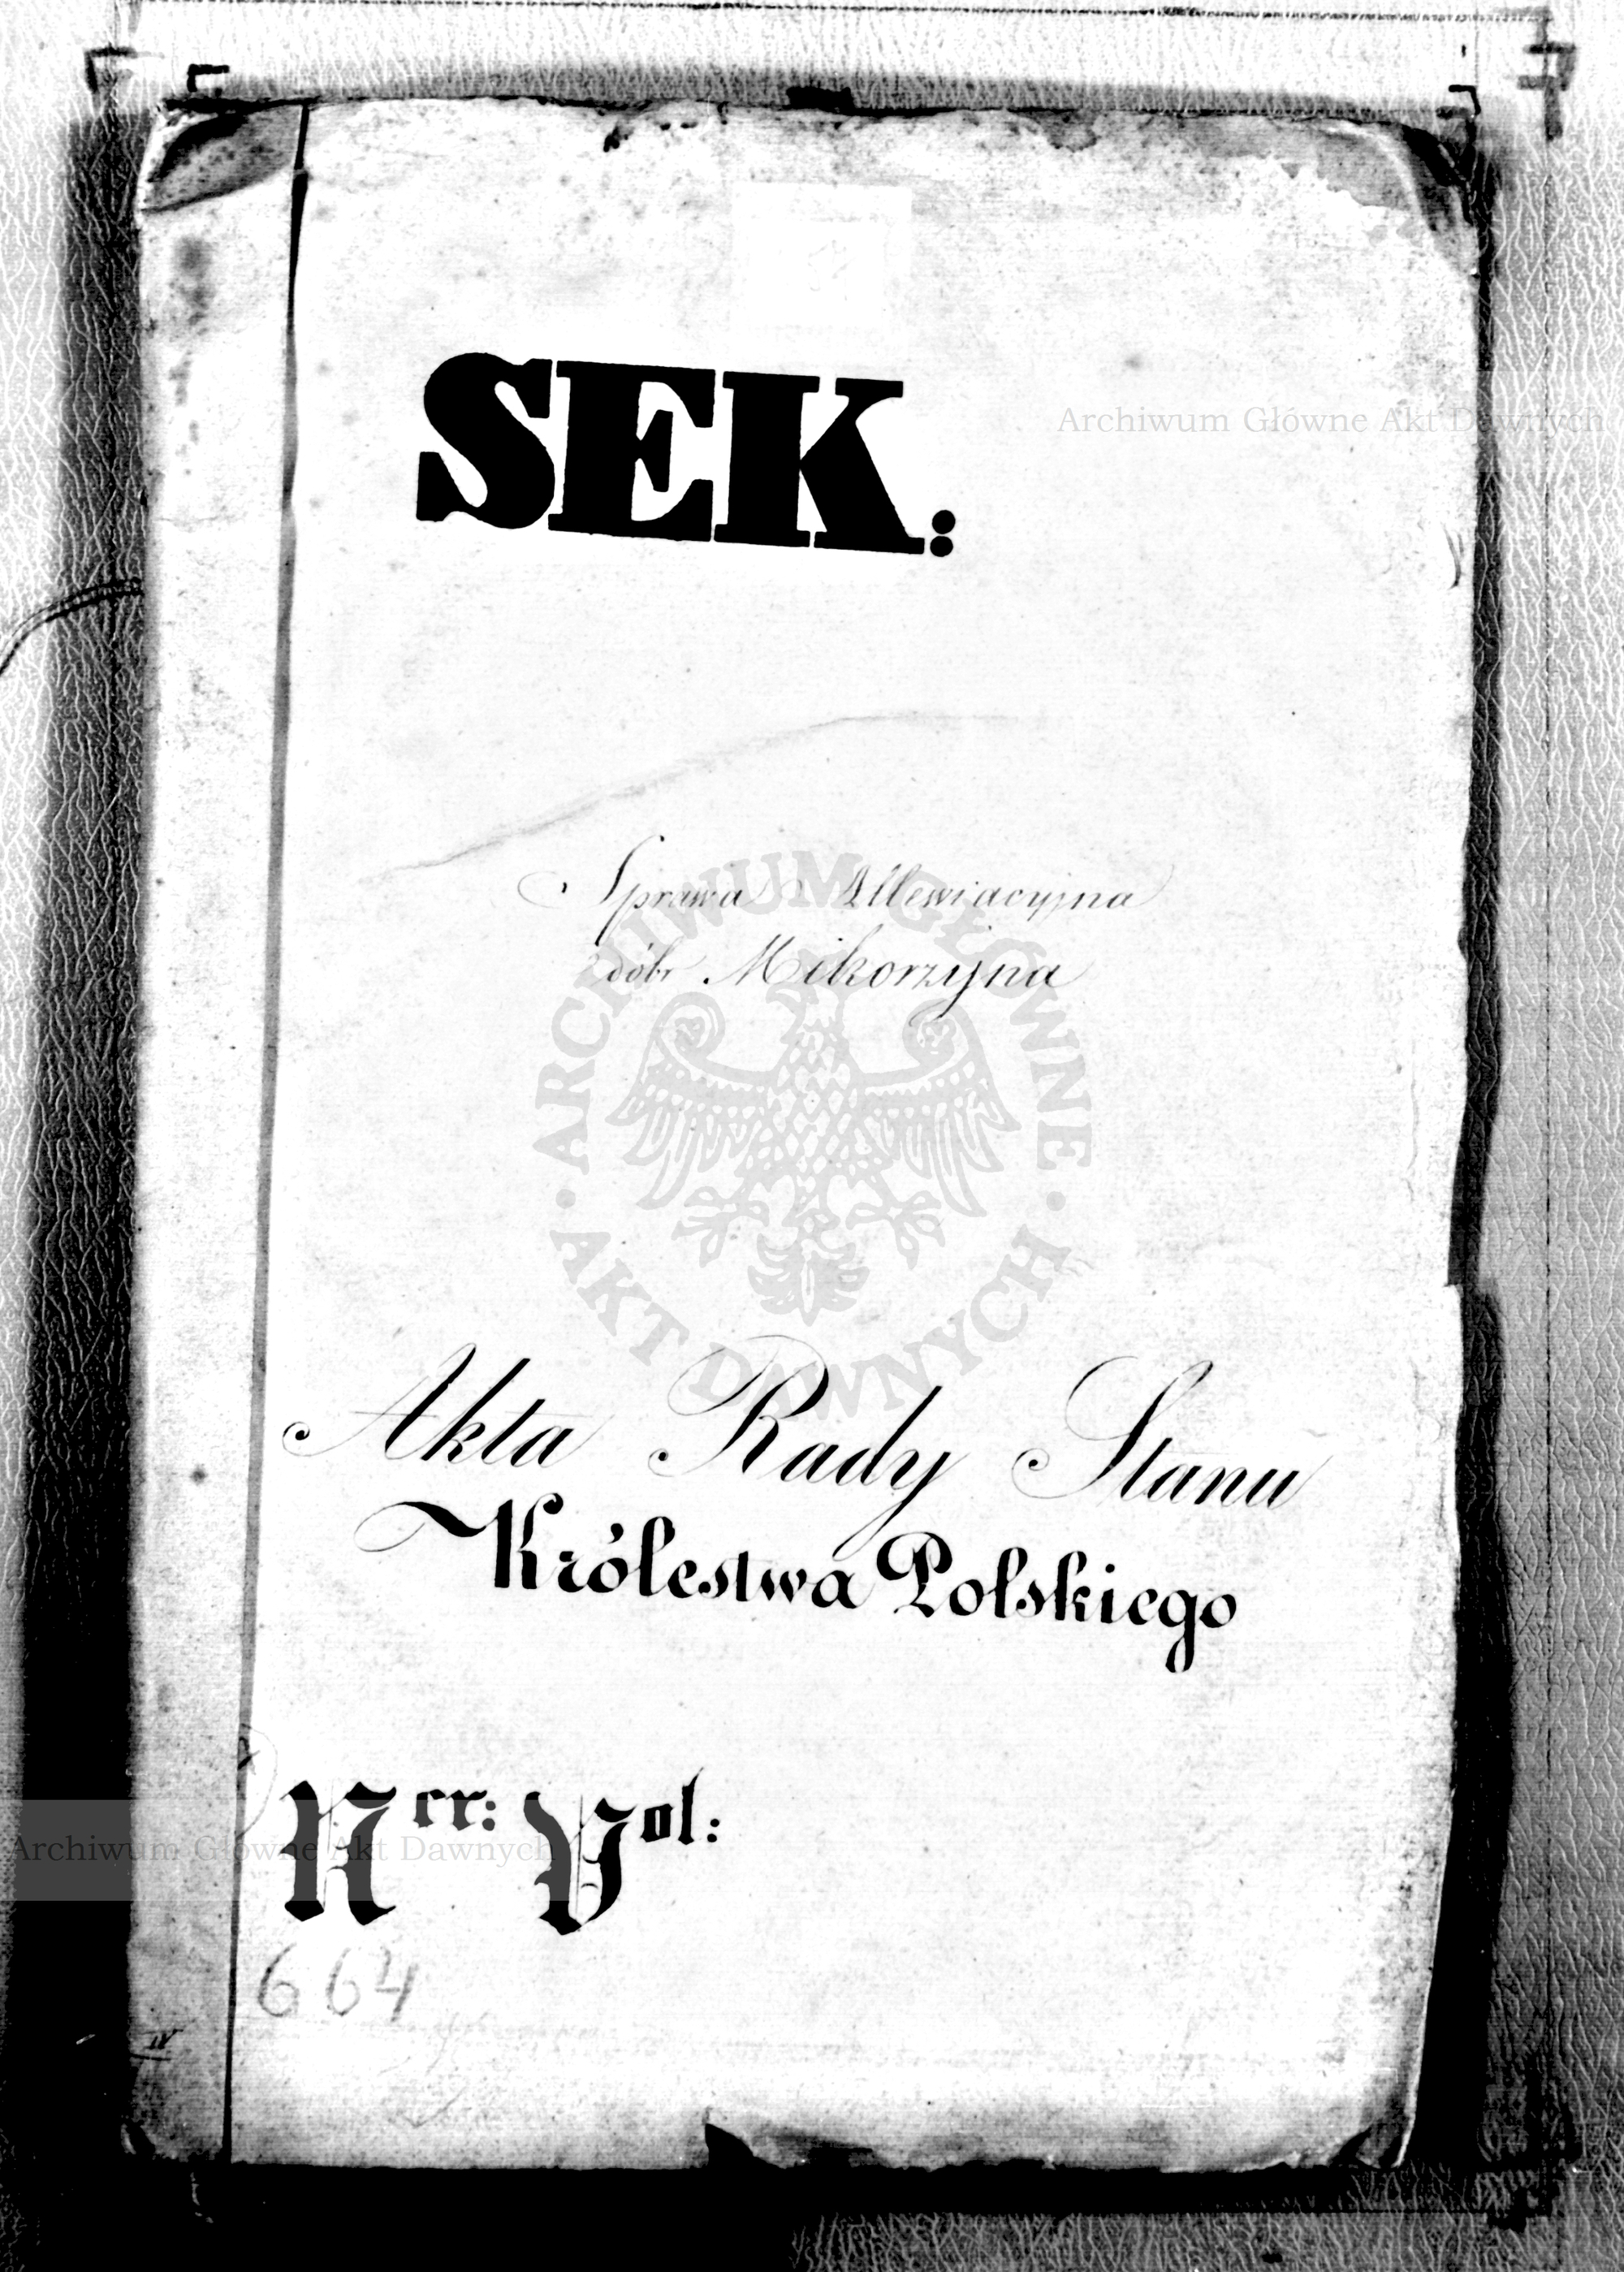 SEK:
Archiwum Główne Akt Dawnych
Sprawa Allewiacyjna
dóbr Mikorzyna
ARCHIWUM GŁÓWNE
AKT DAWNYCH
Akta Rady Stanu
Królestwa Polskiego
Ner: Vol:
Archiwum Główne Akt Dawnych
664